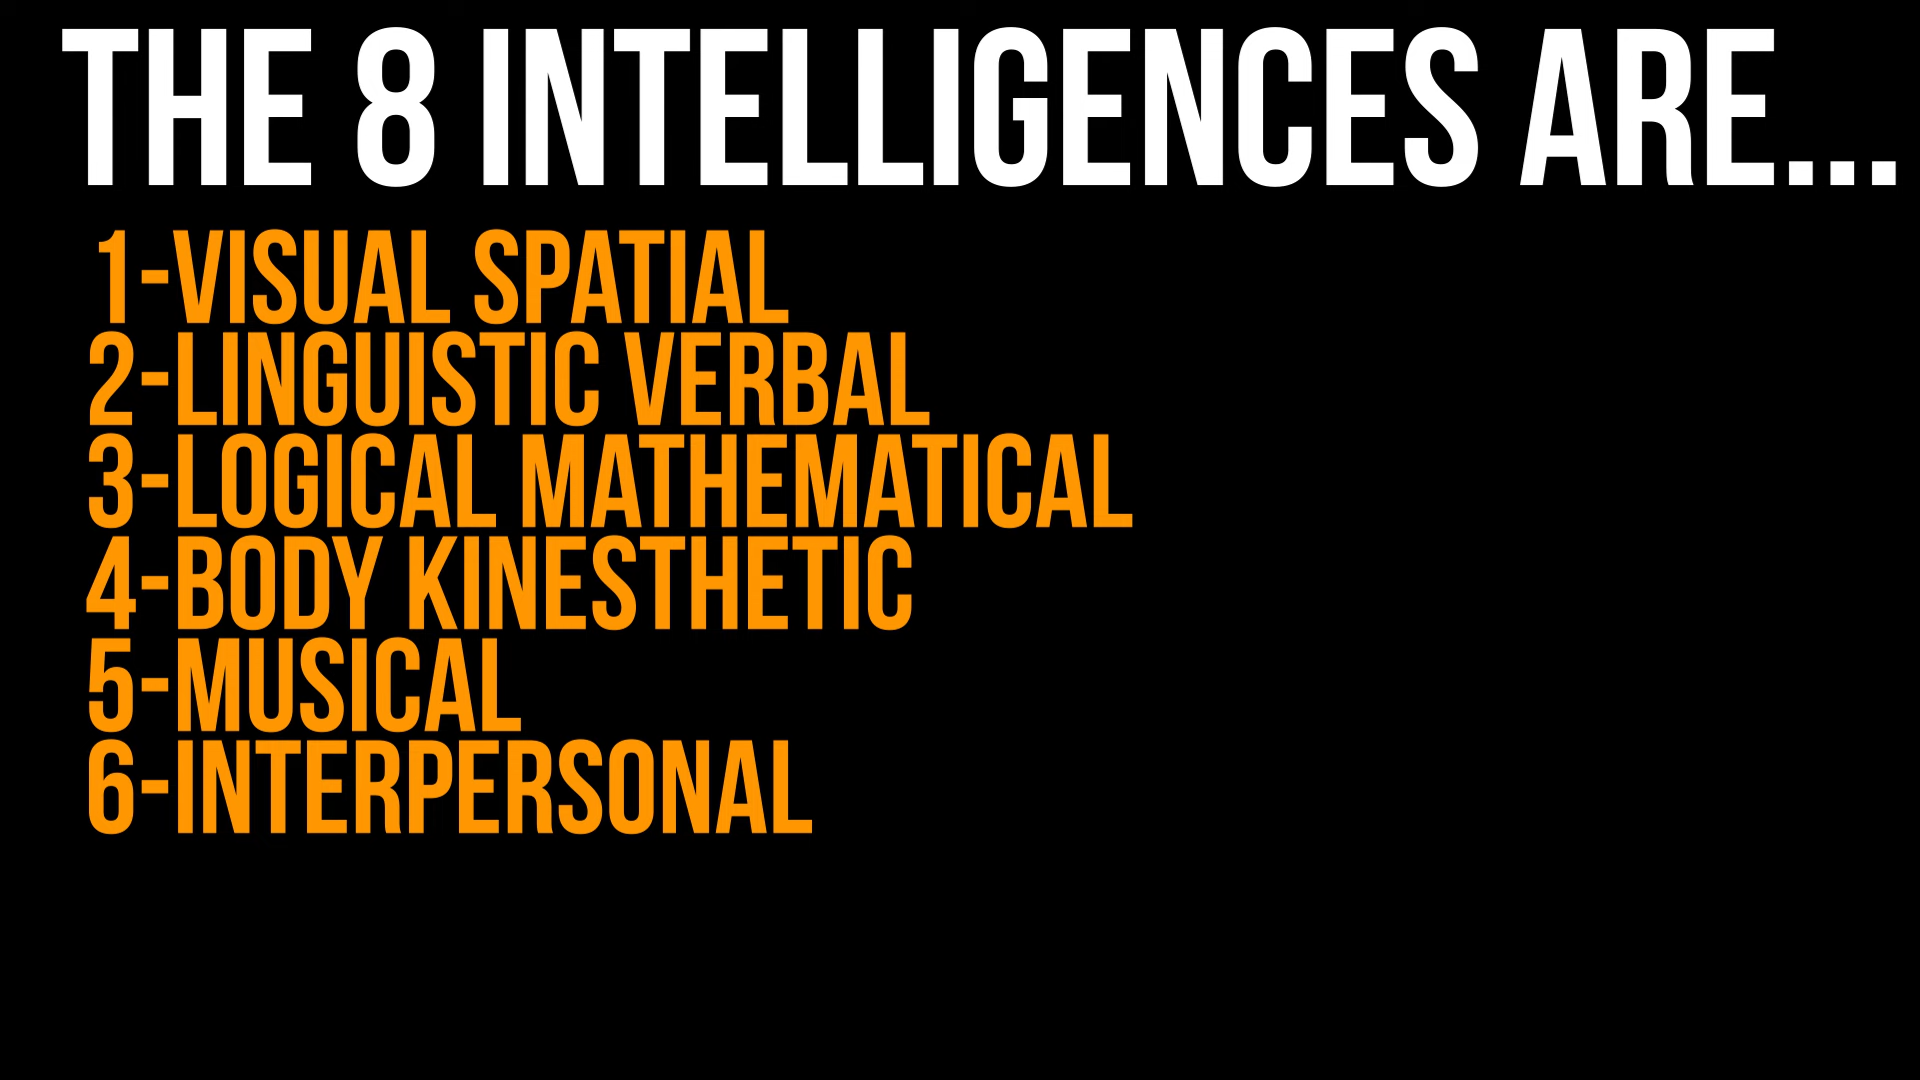 THE 8 INTELLIGENCES ARE...
1-VISUAL SPATIAL
2-LINGUISTIC VERBAL
3-LOGICAL MATHEMATICAL
4-BODY KINESTHETIC
5-MUSICAL
6-INTERPERSONAL